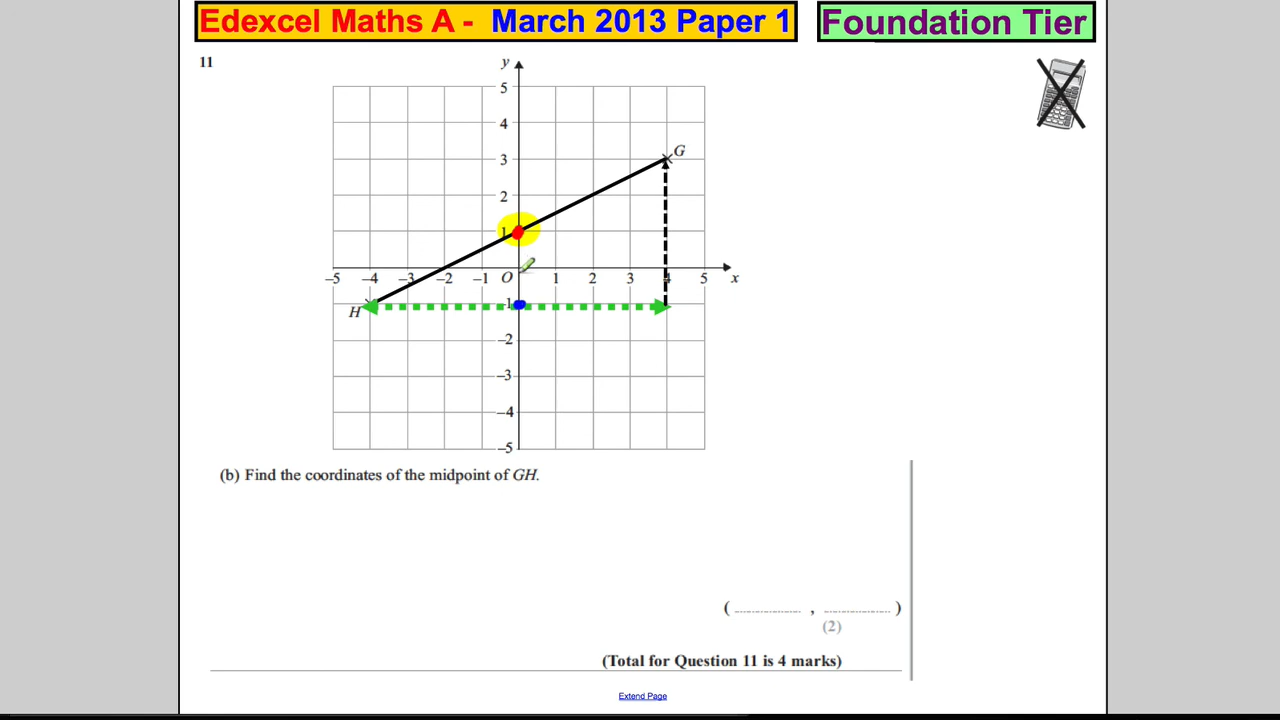 Edexcel Maths A - March 2013 Paper 1
Foundation Tier
11
y
5
4
3
G
2
1
–5 –4 –3 –2 –1 O 1 2 3 4 5 x
H
–1
–2
–3
–4
–5
(b) Find the coordinates of the midpoint of GH.
( .................... , .................... )
(2)
(Total for Question 11 is 4 marks)
Extend Page